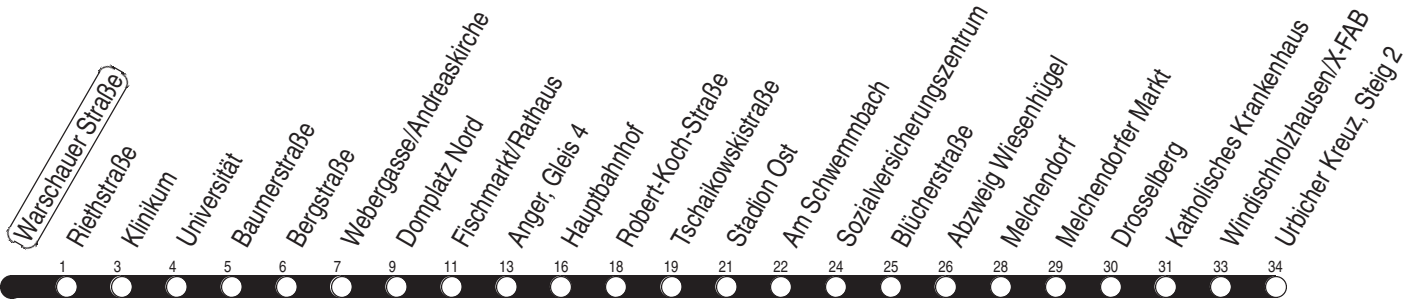 Warschauer Straße
Riethstraße
Klinikum
Universität
Baumerstraße
Bergstraße
Webergasse/Andreaskirche
Domplatz Nord
Fischmarkt/Rathaus
Anger, Gleis 4
Hauptbahnhof
Robert-Koch-Straße
Tschaikowskistraße
Stadion Ost
Am Schwemmbach
Sozialversicherungszentrum
Blücherstraße
Abzweig Wiesenhügel
Melchendorf
Melchendorfer Markt
Drosselberg
Katholisches Krankenhaus
Windischholzhausen/X-FAB
Urbicher Kreuz, Steig 2
1 3 4 5 6 7 9 11 13 16 18 19 21 22 24 25 26 28 29 30 31 33 34